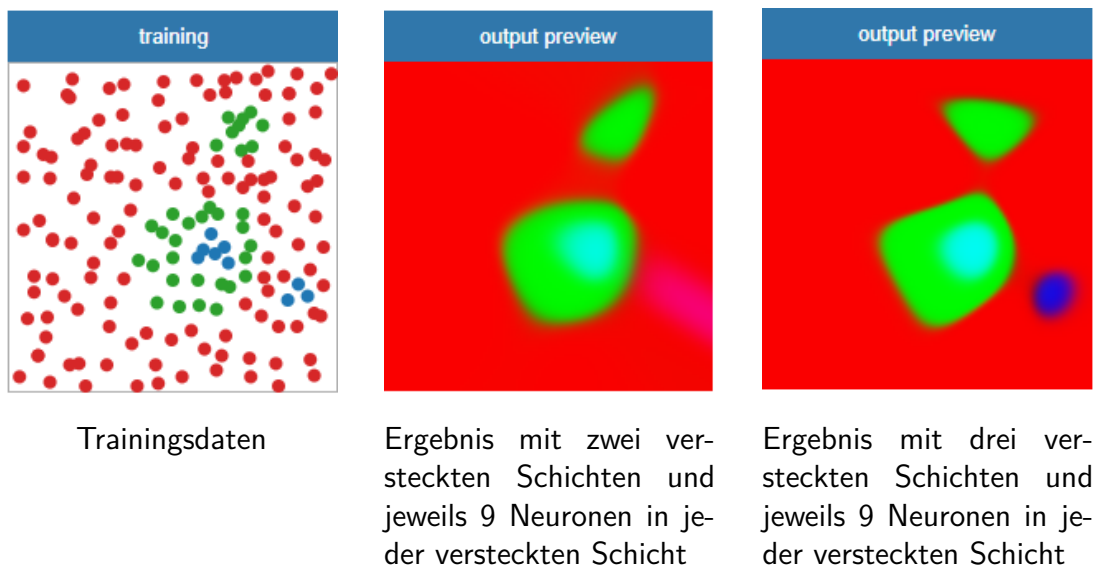 training
output preview
output preview
Trainingsdaten
Ergebnis mit zwei ver-
steckten Schichten und
jeweils 9 Neuronen in je-
der versteckten Schicht
Ergebnis mit drei ver-
steckten Schichten und
jeweils 9 Neuronen in je-
der versteckten Schicht